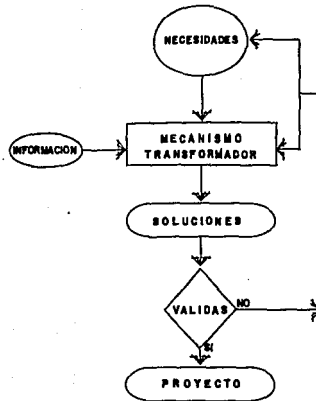 NECESIDADES
INFORMACION
MECANISMO
TRANSFORMADOR
SOLUCIONES
VALIDAS
NO
SI
PROYECTO